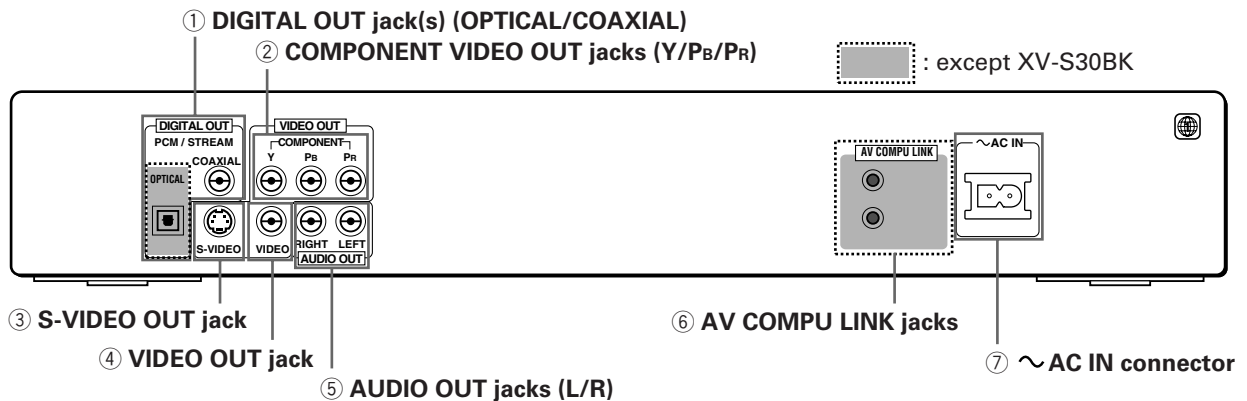 ① DIGITAL OUT jack(s) (OPTICAL/COAXIAL)
② COMPONENT VIDEO OUT jacks (Y/PB/PR)
: except XV-S30BK
DIGITAL OUT
PCM / STREAM
COAXIAL
OPTICAL
VIDEO OUT
COMPONENT
Y PB PR
S-VIDEO
VIDEO
RIGHT LEFT
AUDIO OUT
AV COMPU LINK
~AC IN
③ S-VIDEO OUT jack
④ VIDEO OUT jack
⑤ AUDIO OUT jacks (L/R)
⑥ AV COMPU LINK jacks
⑦ ~AC IN connector